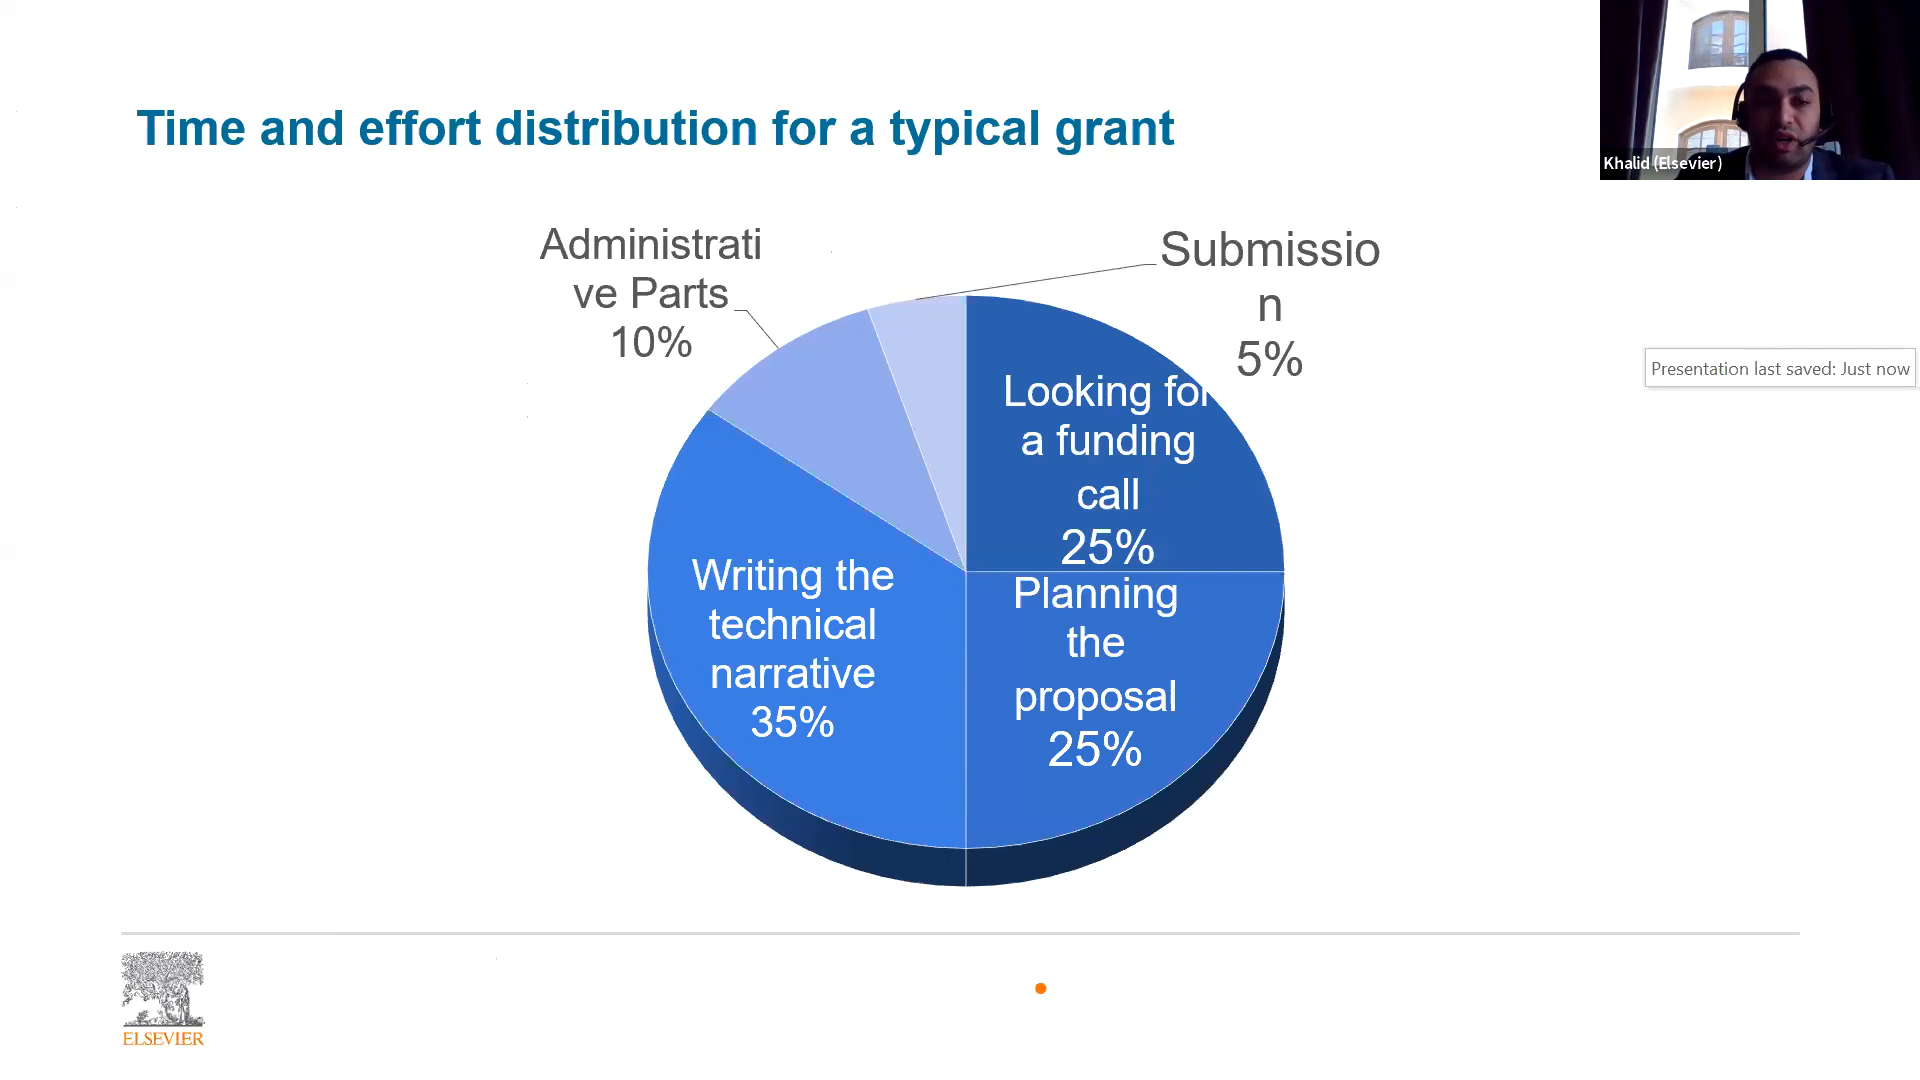 Time and effort distribution for a typical grant
Khalid (Elsevier)
Administrati
ve Parts
10%
Submissio
n
5%
Presentation last saved: Just now
Looking for
a funding
call
25%
Planning
the
proposal
25%
Writing the
technical
narrative
35%
ELSEVIER